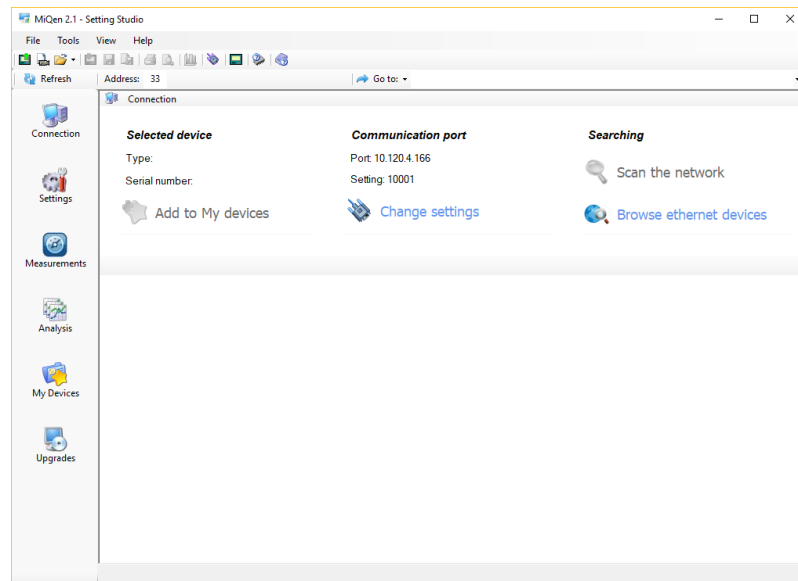 MiQen 2.1 - Setting Studio
File Tools View Help
Refresh Address: 33 Go to:
Connection
Connection
Selected device Communication port Searching
Type: Port: 10.120.4.166 Scan the network
Serial number: Setting: 10001
Add to My devices Change settings Browse ethernet devices
Settings
Measurements
Analysis
My Devices
Upgrades